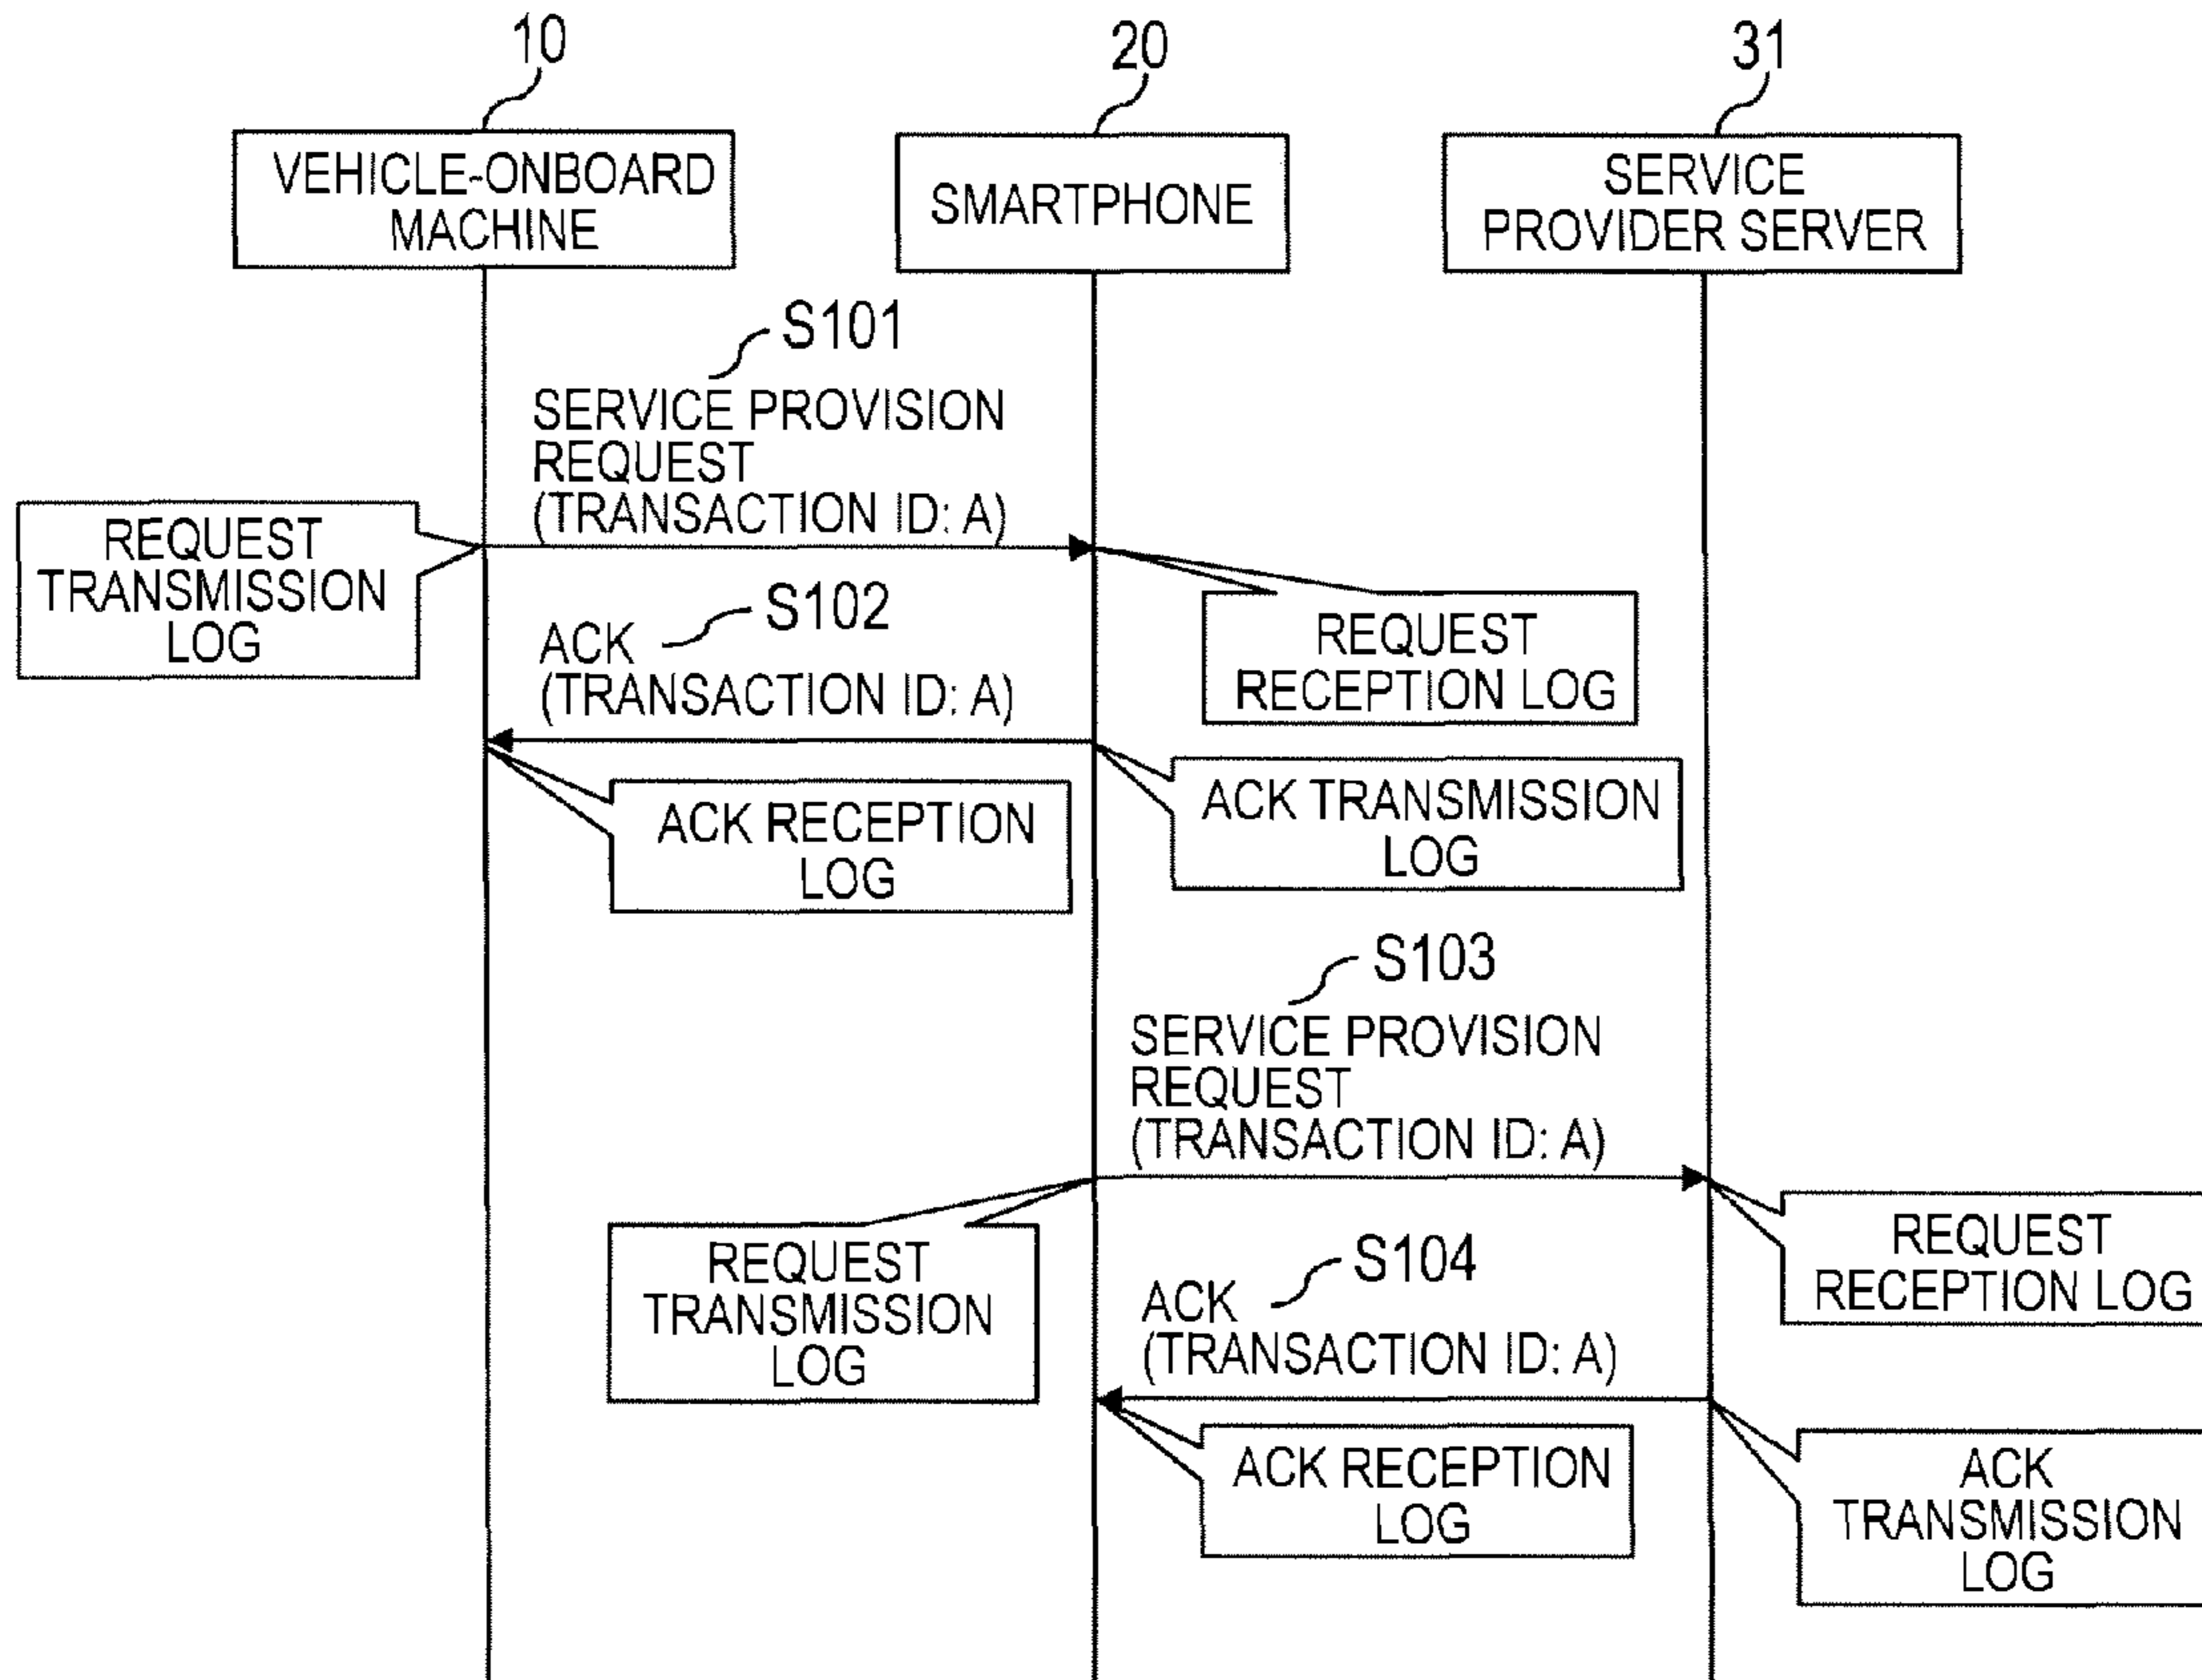 10
20
31
VEHICLE-ONBOARD
MACHINE
SMARTPHONE
SERVICE
PROVIDER SERVER
S101
SERVICE PROVISION
REQUEST
(TRANSACTION ID: A)
REQUEST
TRANSMISSION
LOG
S102
ACK
(TRANSACTION ID: A)
REQUEST
RECEPTION LOG
ACK RECEPTION
LOG
ACK TRANSMISSION
LOG
S103
SERVICE PROVISION
REQUEST
(TRANSACTION ID: A)
REQUEST
TRANSMISSION
LOG
REQUEST
RECEPTION LOG
S104
ACK
(TRANSACTION ID: A)
ACK RECEPTION
LOG
ACK
TRANSMISSION
LOG